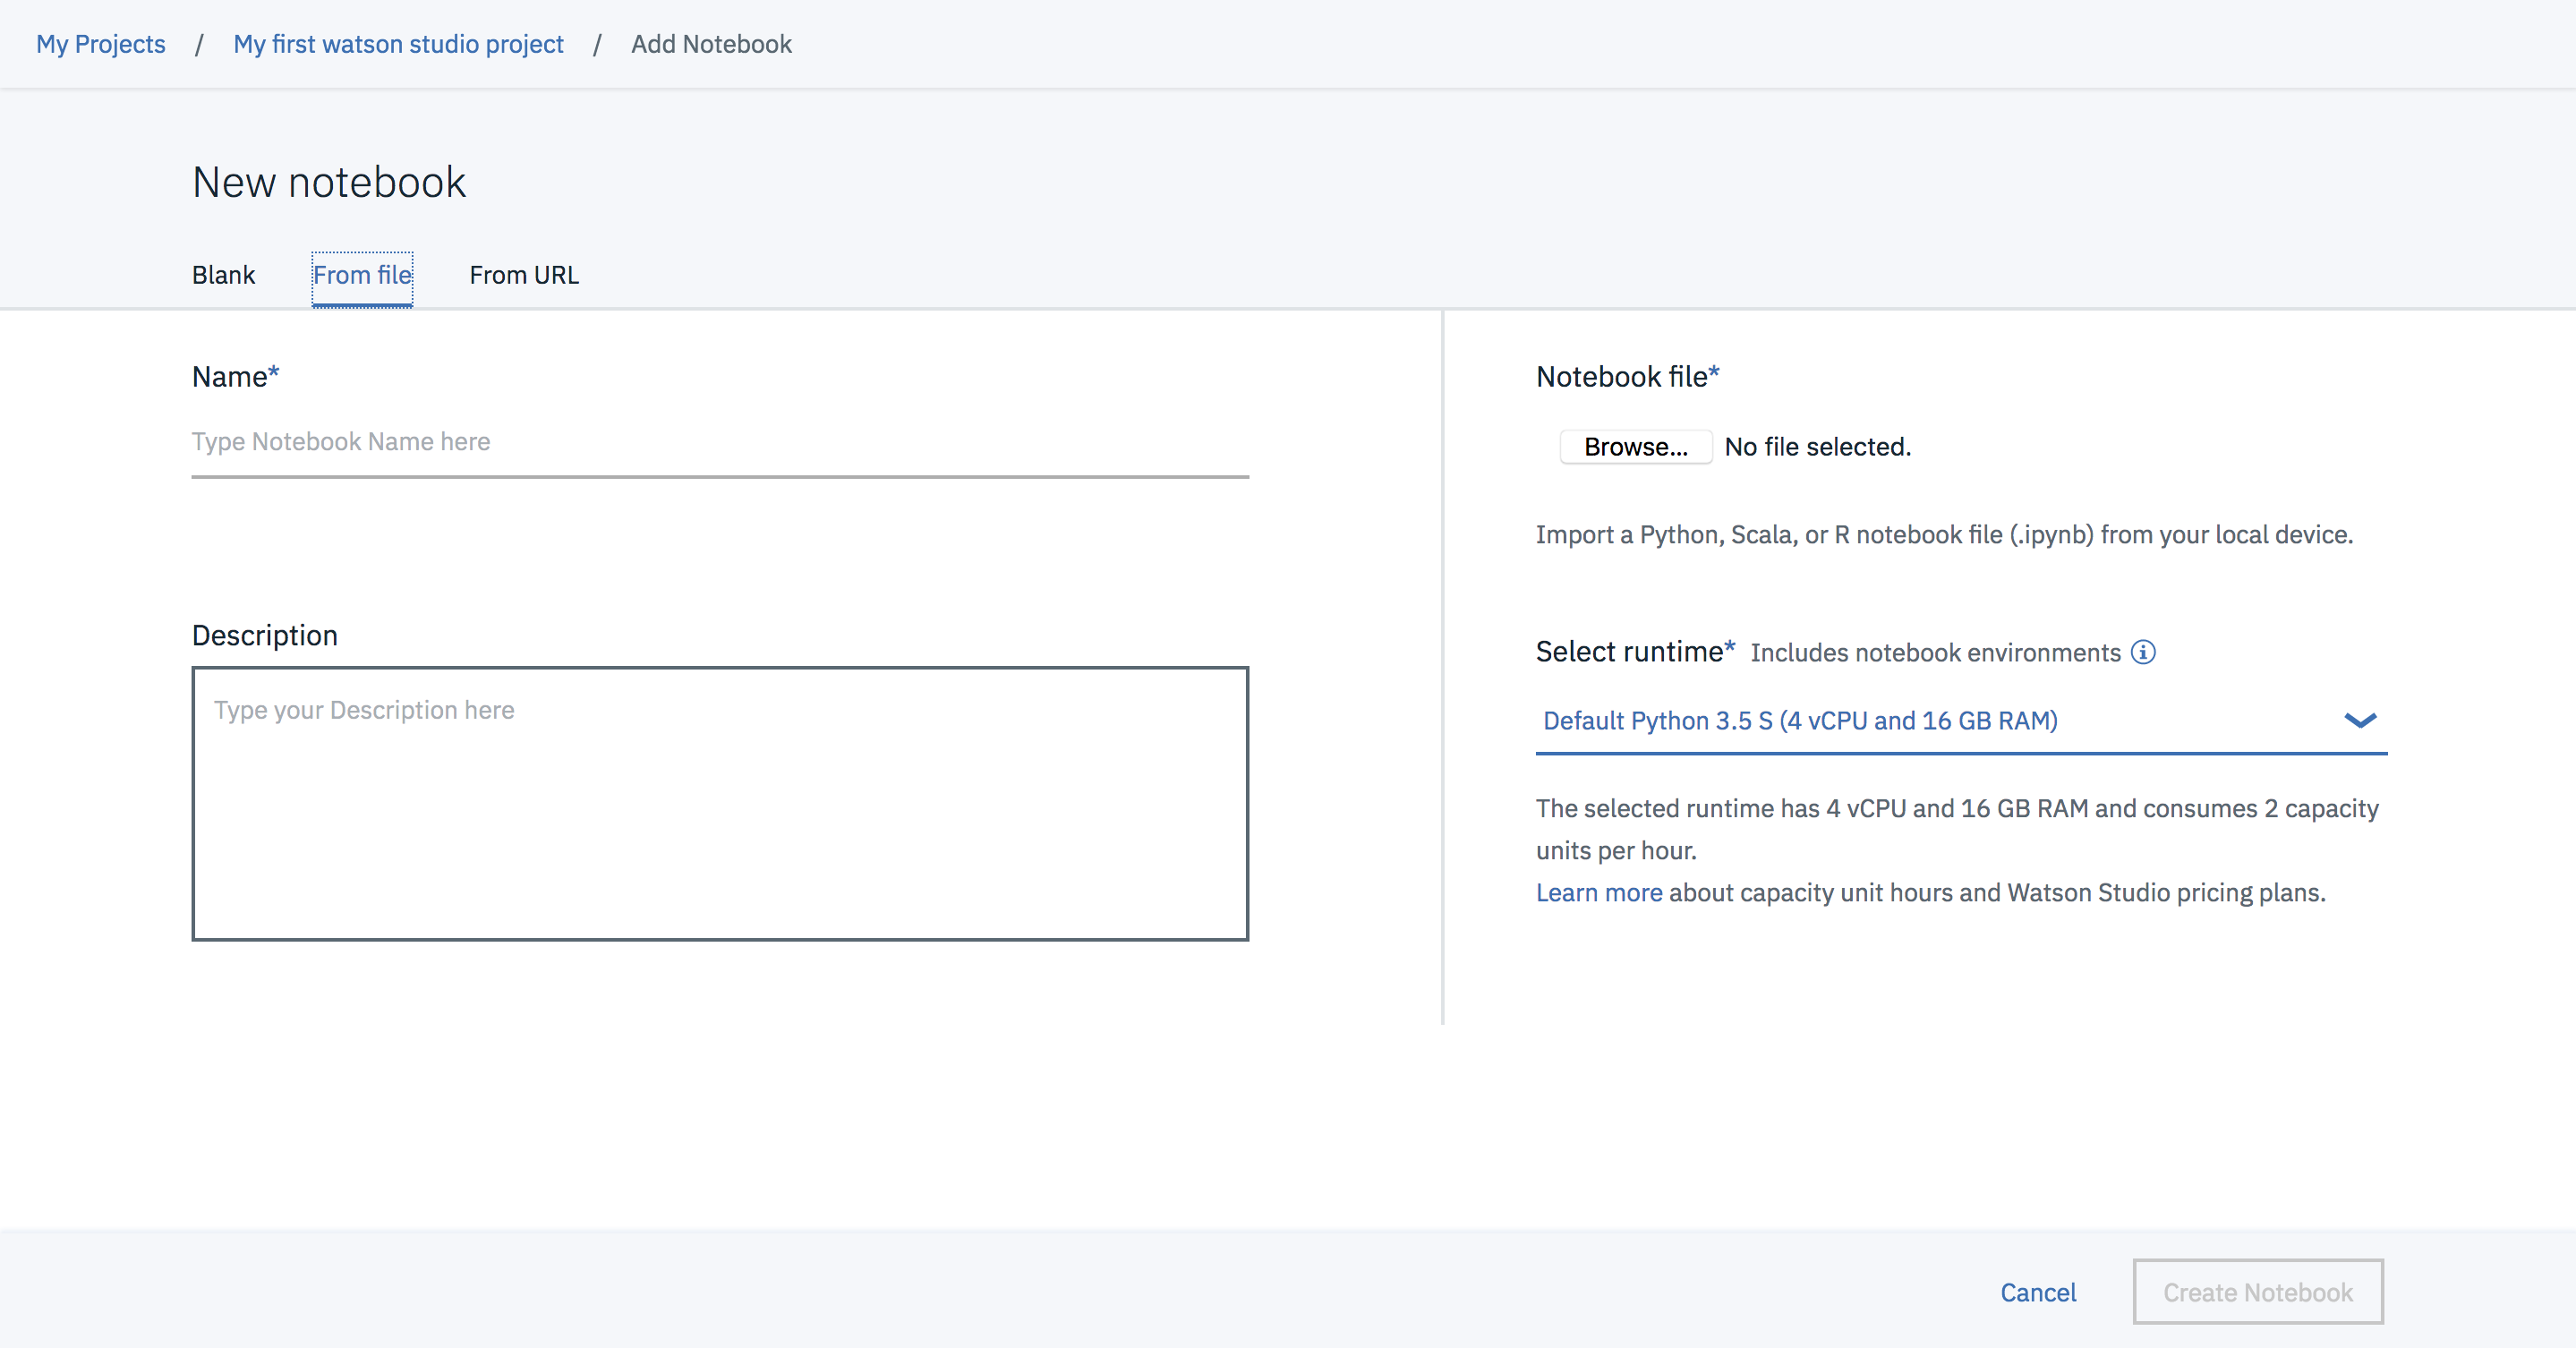 My Projects / My first watson studio project / Add Notebook
New notebook
Blank From file From URL
Name*
Type Notebook Name here
Description
Type your Description here
Notebook file*
Browse... No file selected.
Import a Python, Scala, or R notebook file (.ipynb) from your local device.
Select runtime* Includes notebook environments
Default Python 3.5 S (4 vCPU and 16 GB RAM)
The selected runtime has 4 vCPU and 16 GB RAM and consumes 2 capacity
units per hour.
Learn more about capacity unit hours and Watson Studio pricing plans.
Cancel Create Notebook